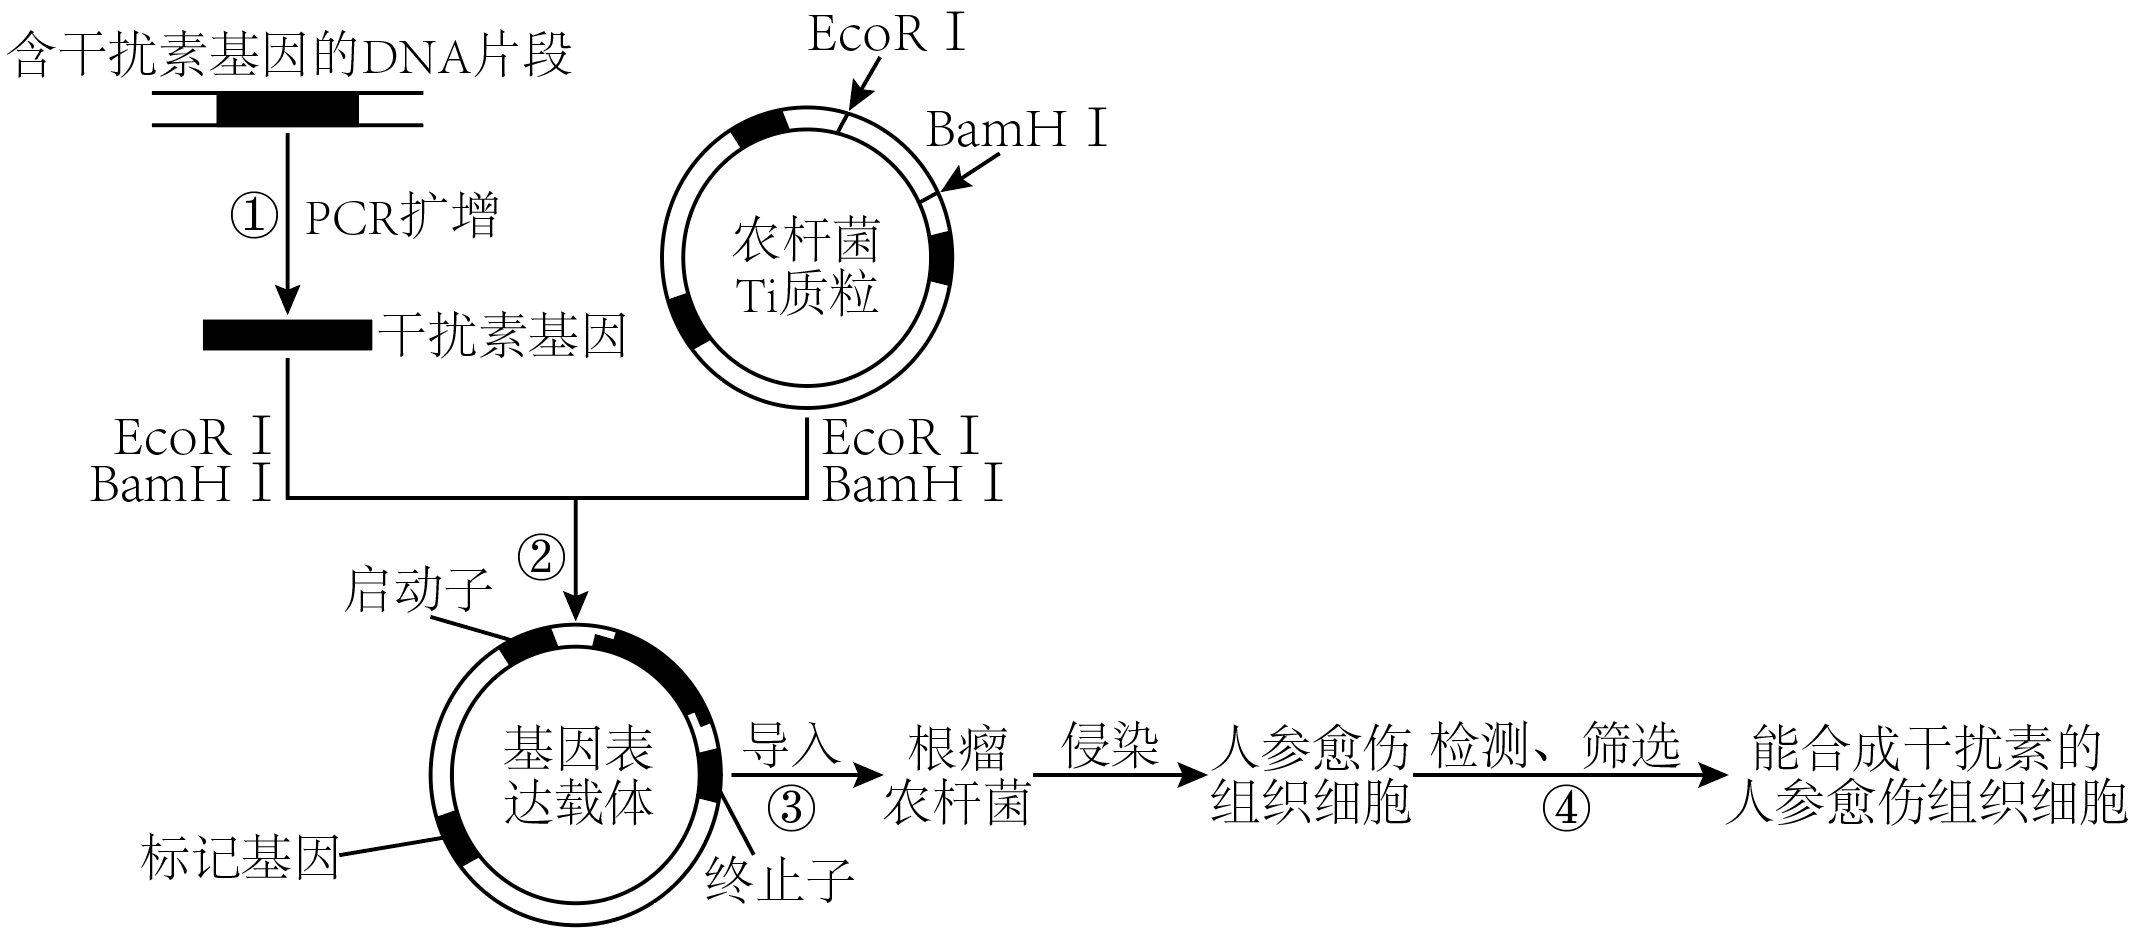 含干扰素基因的DNA片段
EcoR Ⅰ
BamH Ⅰ
① PCR扩增
农杆菌
Ti质粒
干扰素基因
EcoR Ⅰ
BamH Ⅰ
EcoR Ⅰ
BamH Ⅰ
②
启动子
基因表
达载体
标记基因
终止子
导入
③
根瘤
农杆菌
侵染
人参愈伤
组织细胞
检测、筛选
④
能合成干扰素的
人参愈伤组织细胞